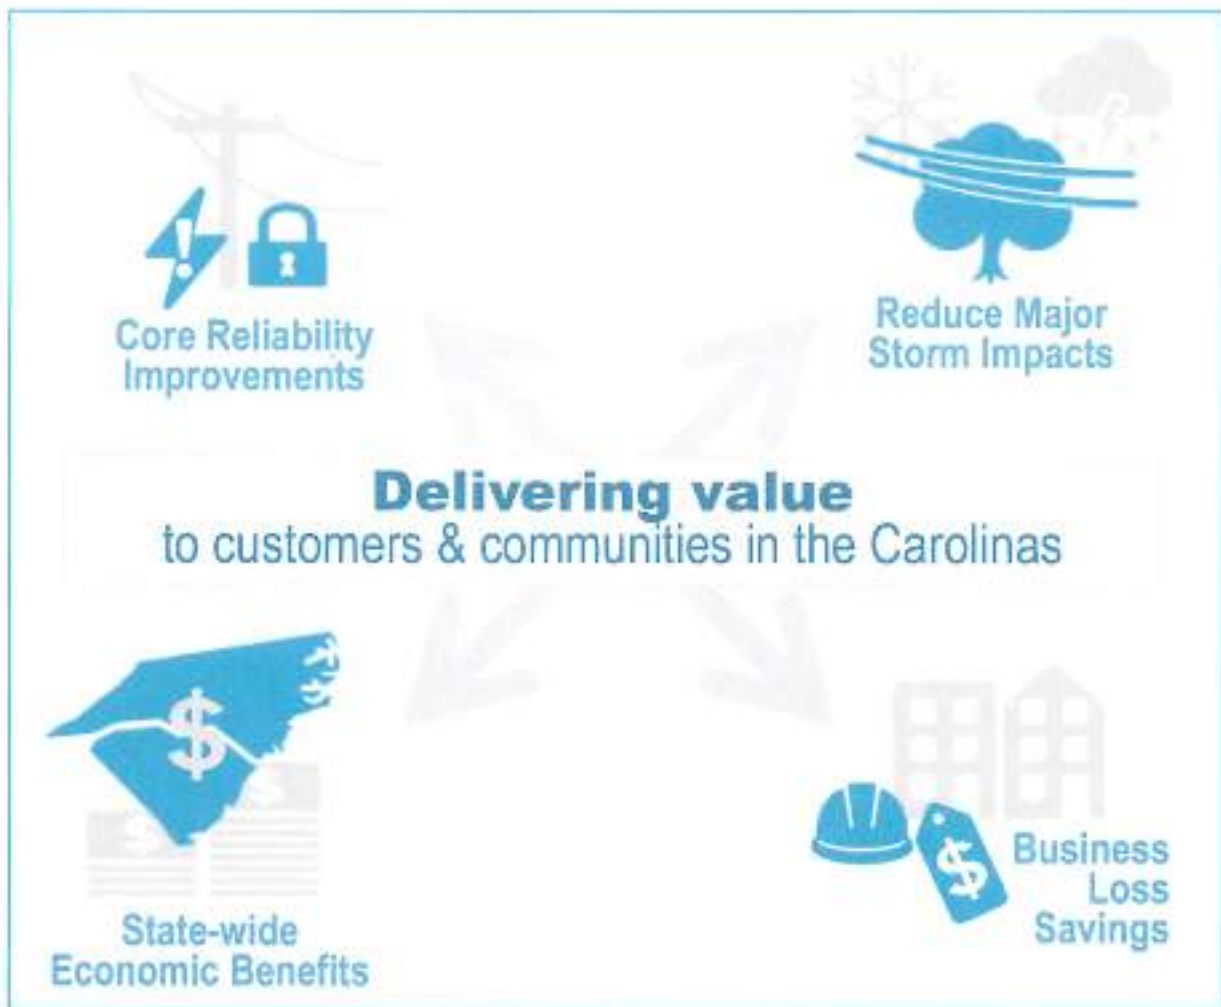 Core Reliability
Improvements
Reduce Major
Storm Impacts
Delivering value
to customers & communities in the Carolinas
State-wide
Economic Benefits
Business
Loss
Savings